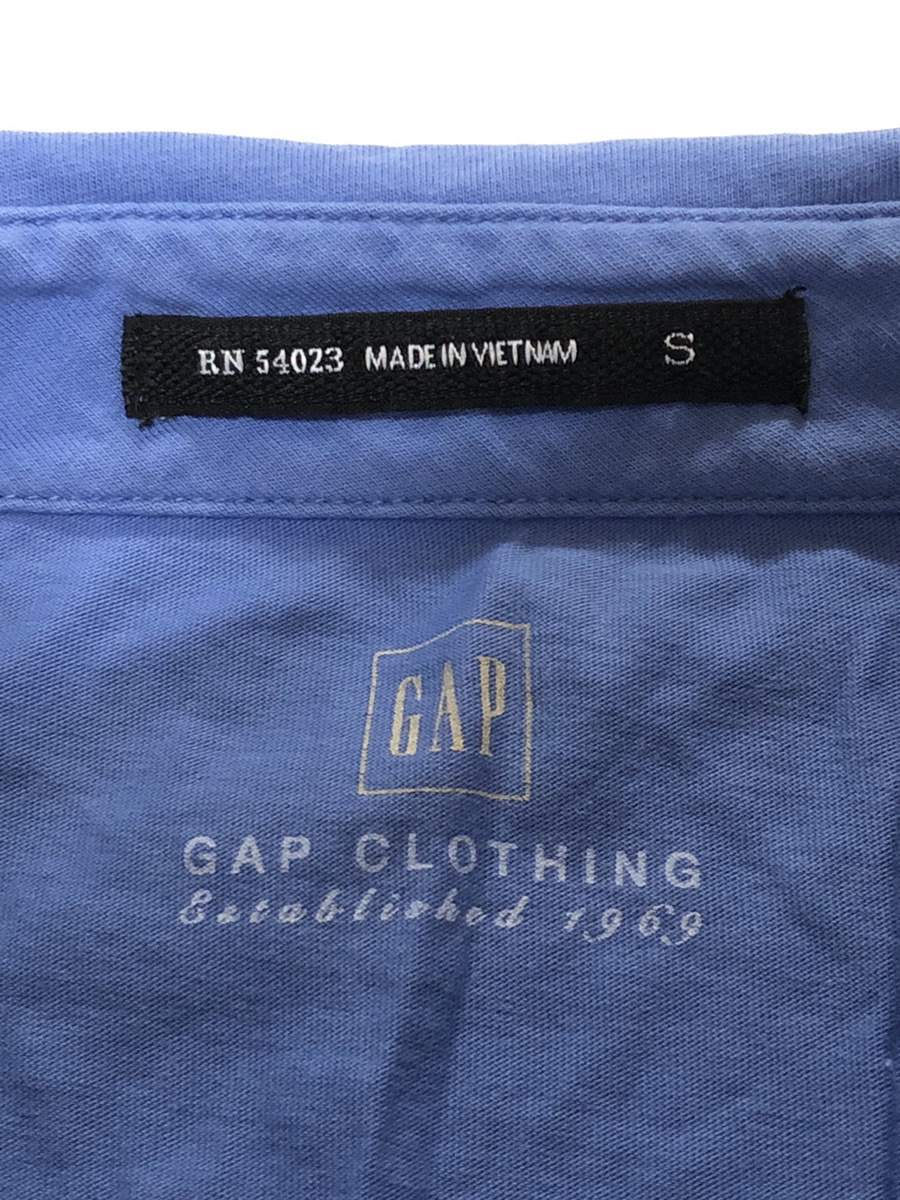 RN 54023 MADE IN VIETNAM S
GAP
GAP CLOTHING
Established 1969